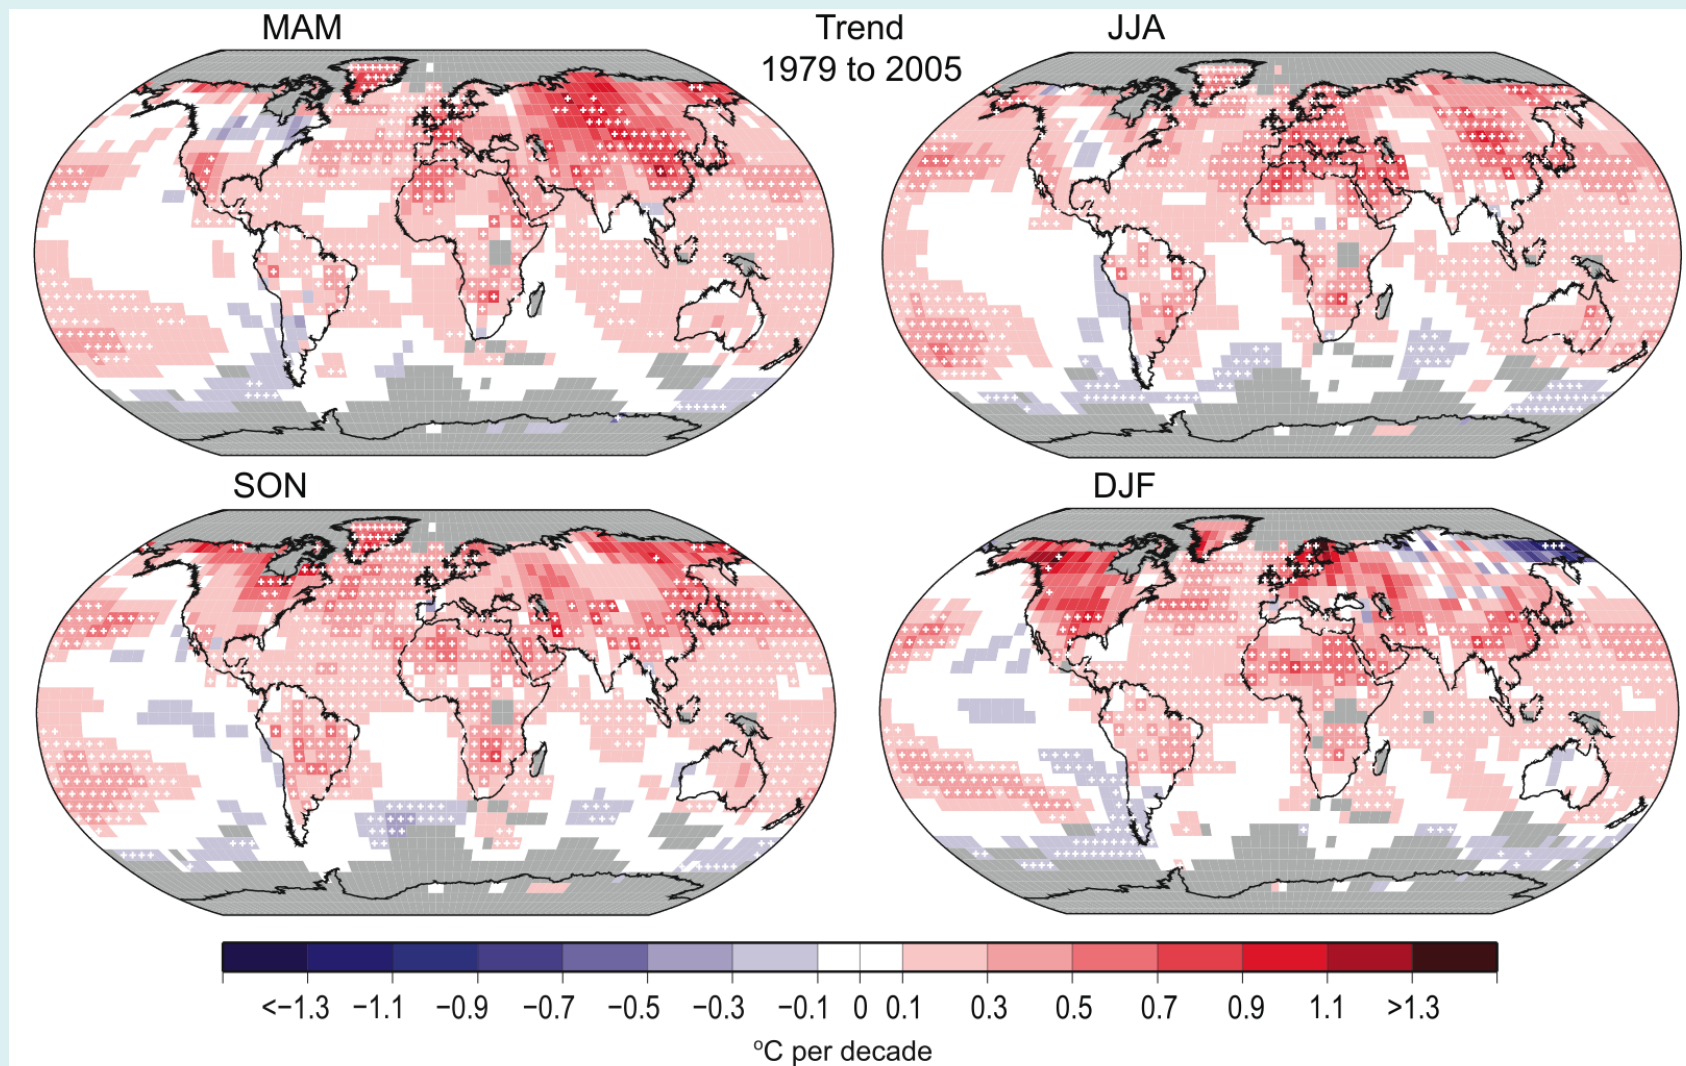 MAM
Trend
1979 to 2005
JJA
SON
DJF
<−1.3 −1.1 −0.9 −0.7 −0.5 −0.3 −0.1 0 0.1 0.3 0.5 0.7 0.9 1.1 >1.3
ºC per decade